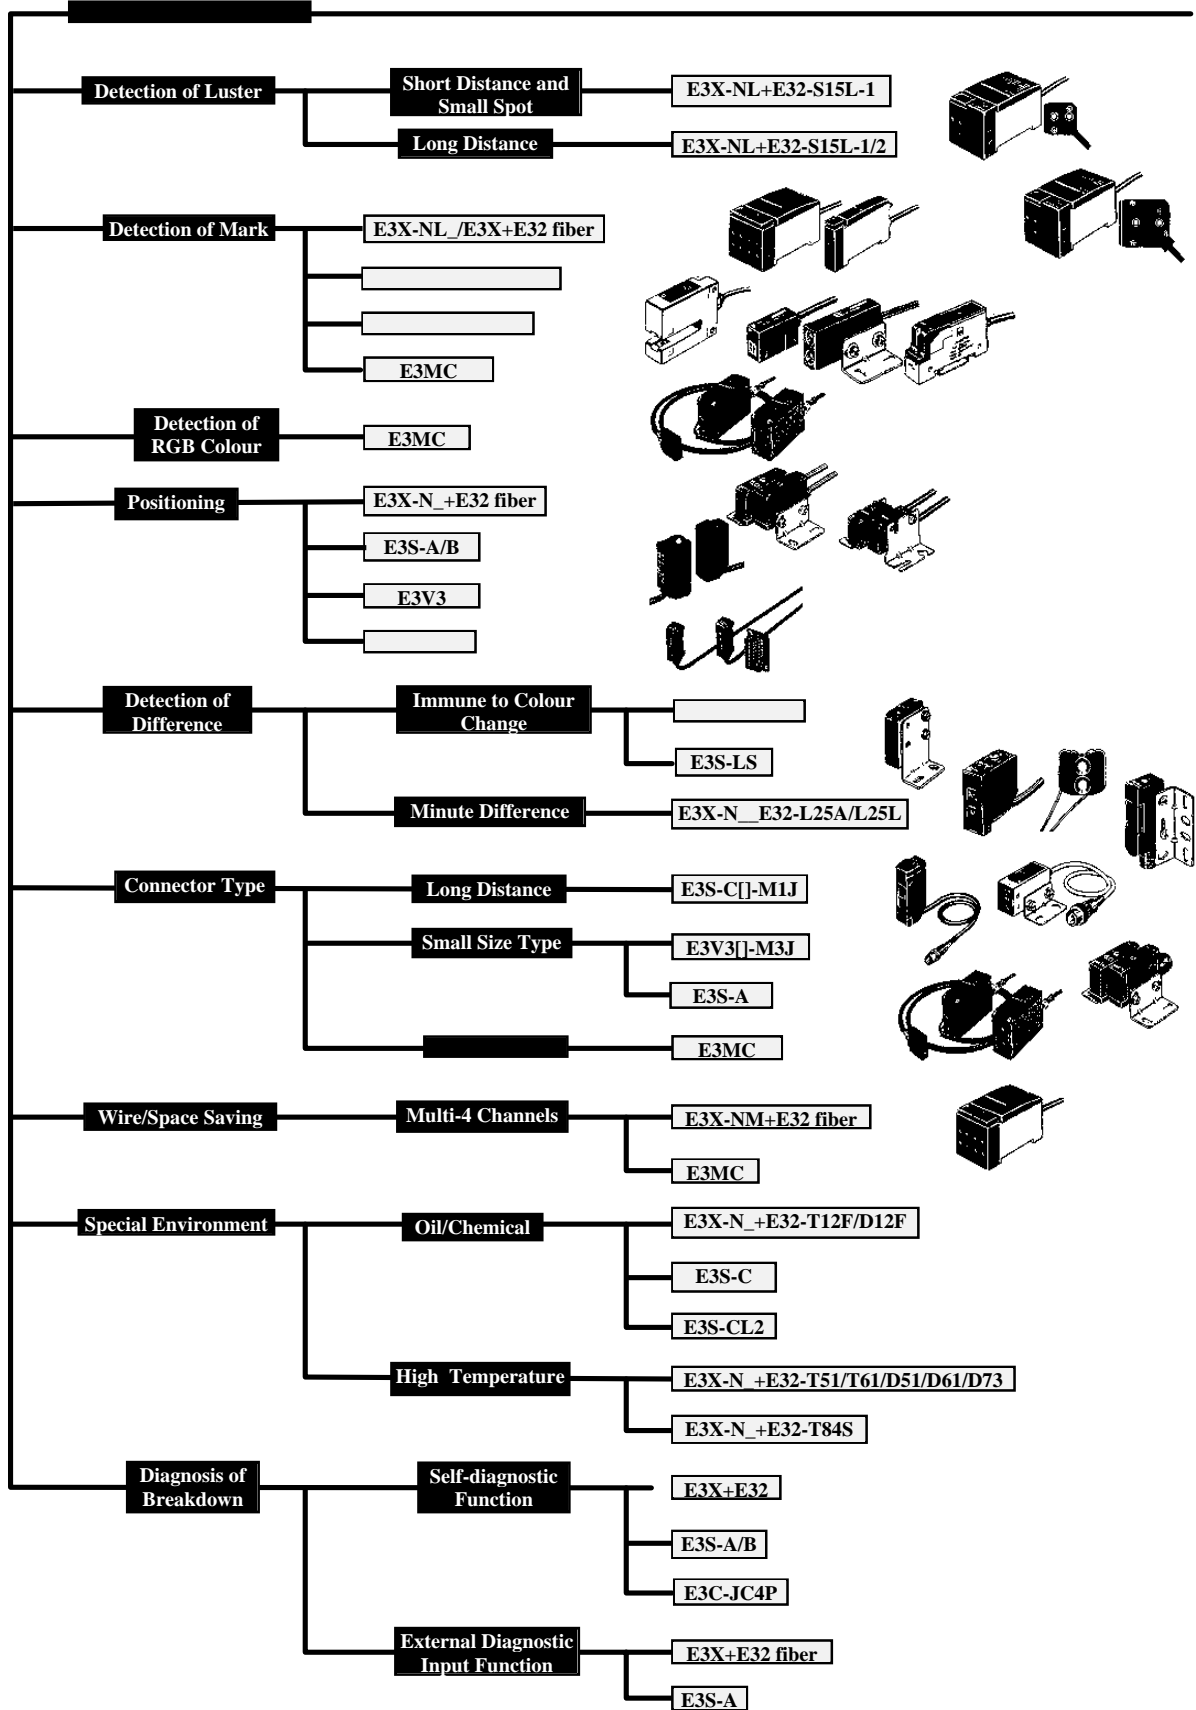 Detection of Luster
Short Distance and
Small Spot
E3X-NL+E32-S15L-1
Long Distance
E3X-NL+E32-S15L-1/2
Detection of Mark
E3X-NL_/E3X+E32 fiber
E3MC
Detection of
RGB Colour
E3MC
Positioning
E3X-N_+E32 fiber
E3S-A/B
E3V3
Detection of
Difference
Immune to Colour
Change
E3S-LS
Minute Difference
E3X-N__E32-L25A/L25L
Connector Type
Long Distance
E3S-C[]-M1J
Small Size Type
E3V3[]-M3J
E3S-A
E3MC
Wire/Space Saving
Multi-4 Channels
E3X-NM+E32 fiber
E3MC
Special Environment
Oil/Chemical
E3X-N_+E32-T12F/D12F
E3S-C
E3S-CL2
High Temperature
E3X-N_+E32-T51/T61/D51/D61/D73
E3X-N_+E32-T84S
Diagnosis of
Breakdown
Self-diagnostic
Function
E3X+E32
E3S-A/B
E3C-JC4P
External Diagnostic
Input Function
E3X+E32 fiber
E3S-A